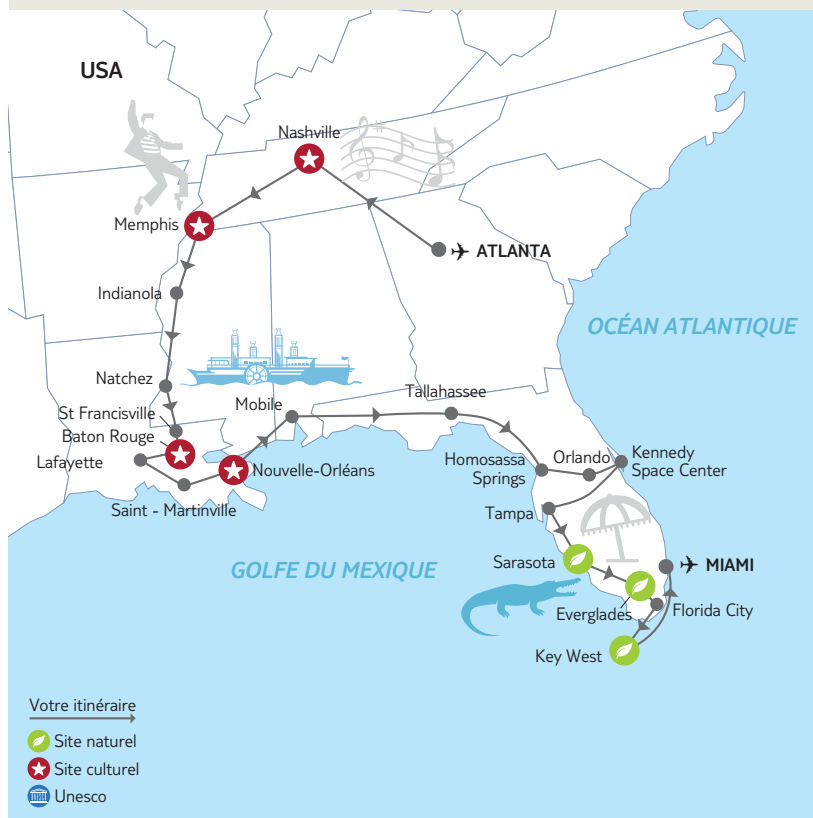 USA
Nashville
Memphis
ATLANTA
Indianola
OCÉAN ATLANTIQUE
Natchez
Tallahassee
Mobile
St Francisville
Baton Rouge
Lafayette
Nouvelle-Orléans
Homosassa
Springs
Orlando
Kennedy
Space Center
Saint - Martinville
Tampa
Sarasota
MIAMI
GOLFE DU MEXIQUE
Everglades
Florida City
Key West
Votre itinéraire
Site naturel
Site culturel
Unesco